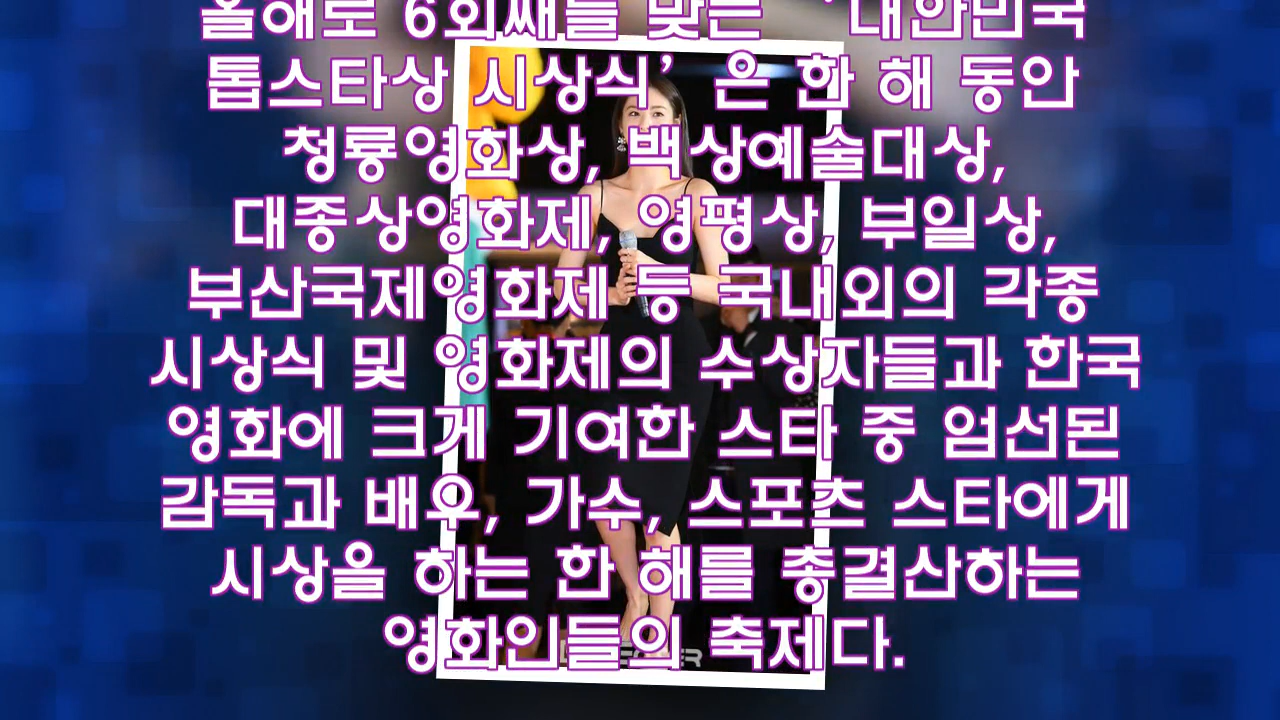 올해로 6회째를 맞는 ‘대한민국
톱스타상 시상식’은 한 해 동안
청룡영화상, 백상예술대상,
대종상영화제, 영평상, 부일상,
부산국제영화제 등 국내외의 각종
시상식 및 영화제의 수상자들과 한국
영화에 크게 기여한 스타 중 엄선된
감독과 배우, 가수, 스포츠 스타에게
시상을 하는 한 해를 총결산하는
영화인들의 축제다.